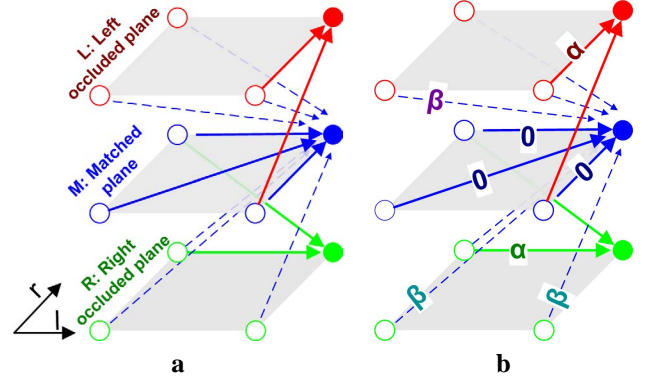 L: Left
occluded plane
M: Matched
plane
R: Right
occluded plane
r
l
a
α
β
0
0
0
α
β
β
b